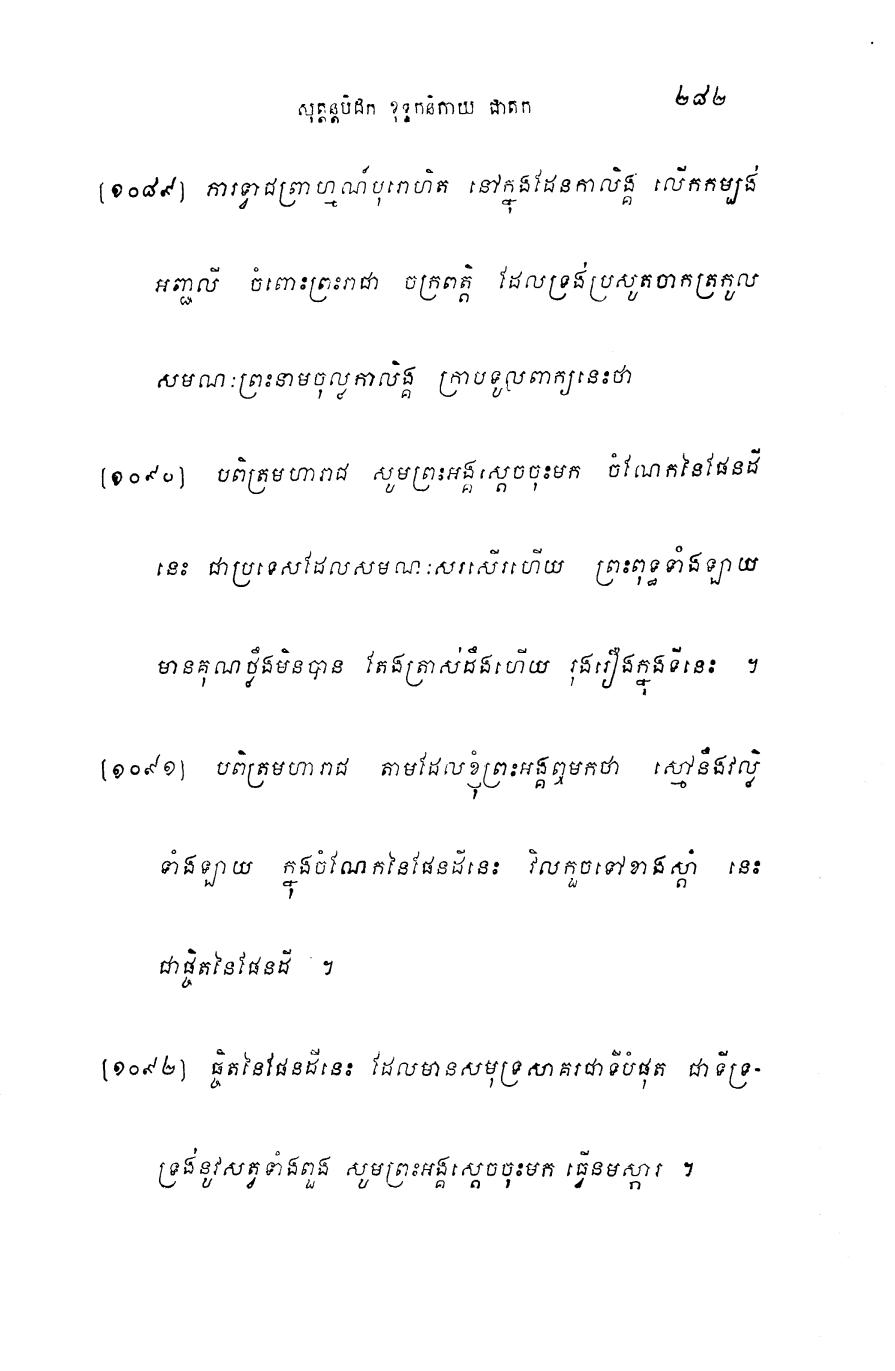 សុត្តន្តបិដក ខុទ្ទកនិកាយ ជាតក ២៨២
[១០៨៩] ភារទ្វាជព្រាហ្មណ៍បុរោហិត នៅក្នុងដែនកាលិង្គ លើកកម្បង់
អញ្ជលី ចំពោះព្រះរាជា ចក្រពត្តិ ដែលទ្រង់ប្រសូតចាកត្រកូល
សមណៈព្រះនាមចុល្លកាលិង្គ ក្រាបទូលពាក្យនេះថា
[១០៩០] បពិត្រមហារាជ សូមព្រះអង្គស្តេចចុះមក ចំណែកនៃផែនដី
នេះ ជាប្រទេសដែលសមណៈសរសើរហើយ ព្រះពុទ្ធទាំងឡាយ
មានគុណថ្លឹងមិនបាន តែងត្រាស់ដឹងហើយ រុងរឿងក្នុងទីនេះ ។
[១០៩១] បពិត្រមហារាជ តាមដែលខ្ញុំព្រះអង្គឮមកថា ស្មៅនឹងវល្លិ
ទាំងឡាយ ក្នុងចំណែកនៃផែនដីនេះ វិលកួចទៅខាងស្តាំ នេះ
ជាផ្ចិតនៃផែនដី ។
[១០៩២] ផ្ចិតនៃផែនដីនេះ ដែលមានសមុទ្រសាគរជាទីបំផុត ជាទីទ្រ-
ទ្រង់នូវសត្វទាំងពួង សូមព្រះអង្គស្តេចចុះមក ធ្វើនមស្ការ ។